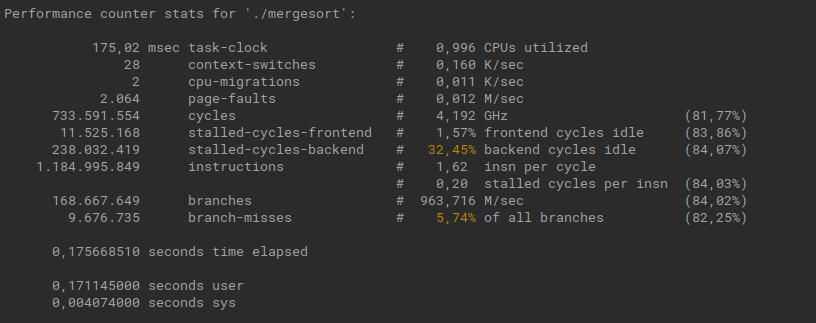 Performance counter stats for './mergesort':
175,02 msec task-clock # 0,996 CPUs utilized
28 context-switches # 0,160 K/sec
2 cpu-migrations # 0,011 K/sec
2.064 page-faults # 0,012 M/sec
733.591.554 cycles # 4,192 GHz (81,77%)
11.525.168 stalled-cycles-frontend # 1,57% frontend cycles idle (83,86%)
238.032.419 stalled-cycles-backend # 32,45% backend cycles idle (84,07%)
1.184.995.849 instructions # 1,62 insn per cycle
# 0,20 stalled cycles per insn (84,03%)
168.667.649 branches # 963,716 M/sec (84,02%)
9.676.735 branch-misses # 5,74% of all branches (82,25%)
0,175668510 seconds time elapsed
0,171145000 seconds user
0,004074000 seconds sys